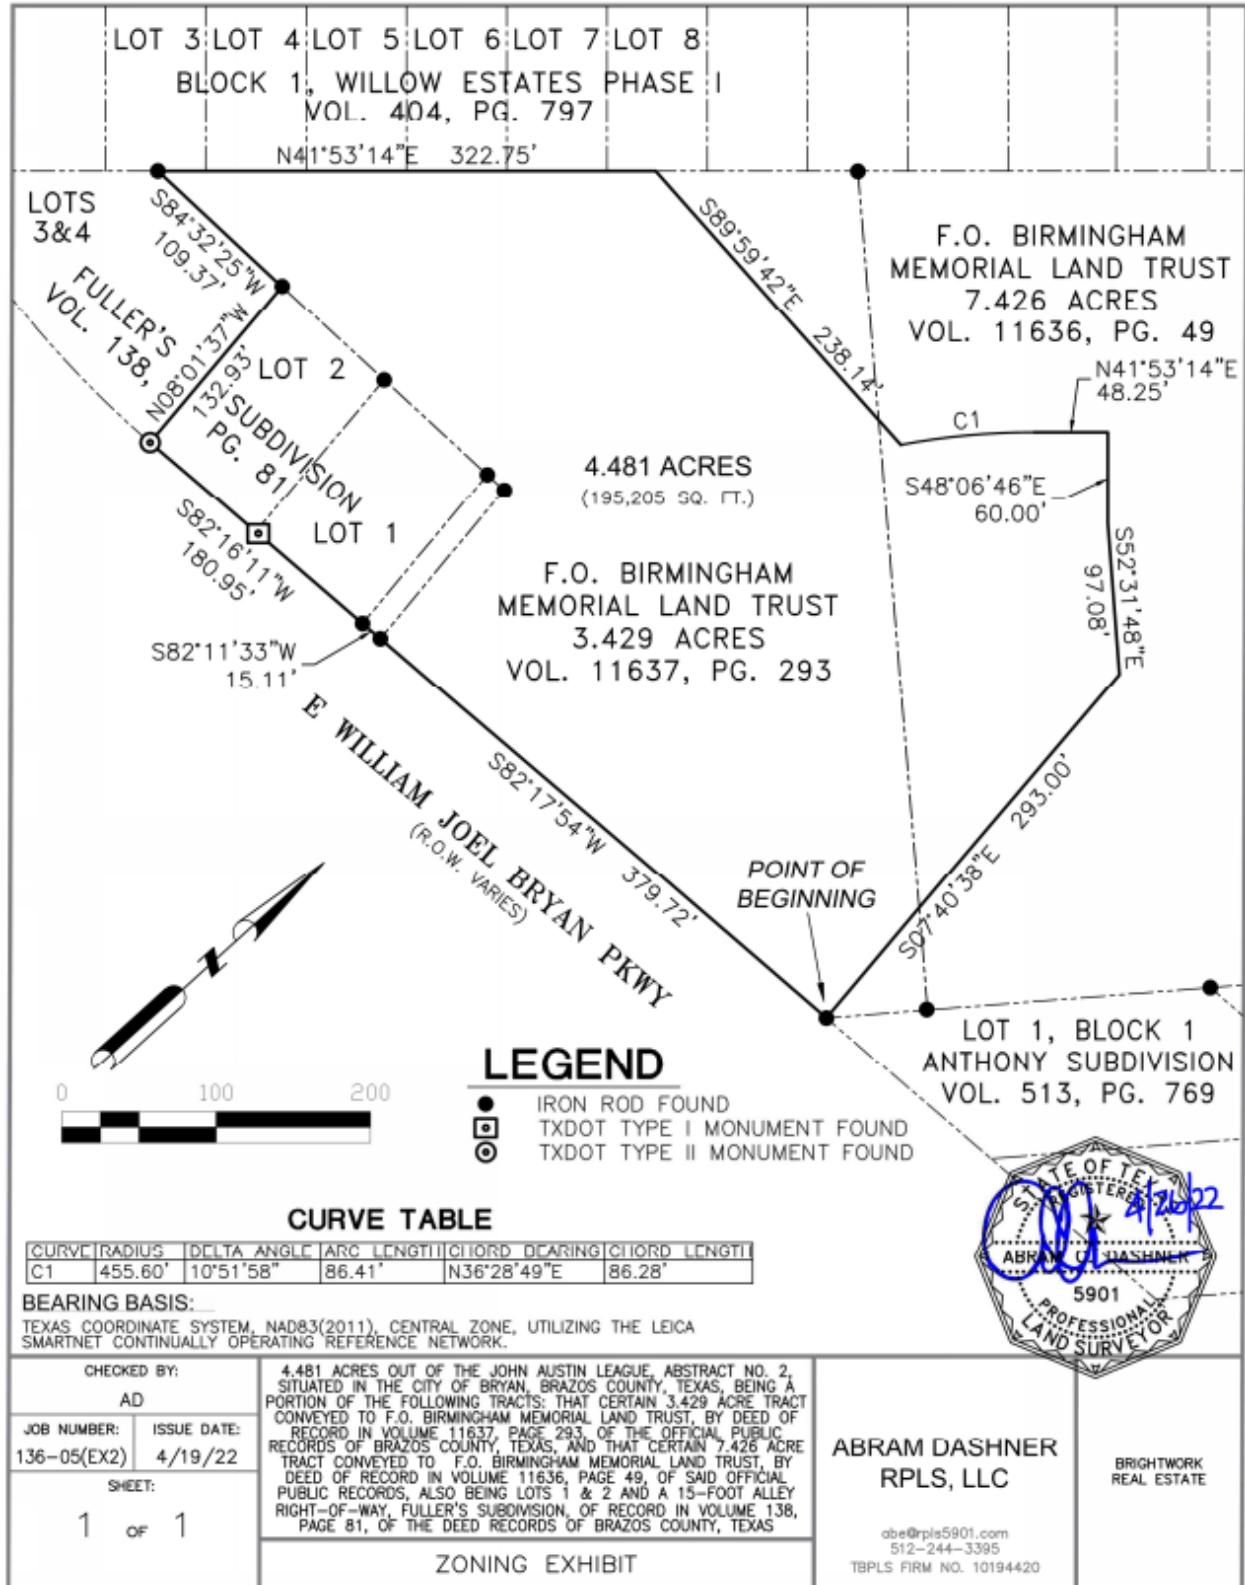 LOT 3 LOT 4 LOT 5 LOT 6 LOT 7 LOT 8
BLOCK 1, WILLOW ESTATES PHASE I
VOL. 404, PG. 797
N41°53'14"E 322.75'
LOTS
3&4
S84°32'25"W
109.37'
FULLER'S
SUBDIVISION
VOL. 138,
PG. 81
N08°01'37"W
132.93'
LOT 2
LOT 1
S82°16'11"W
180.95'
S82°11'33"W
15.11'
S89°59'42"E 238.14'
F.O. BIRMINGHAM
MEMORIAL LAND TRUST
7.426 ACRES
VOL. 11636, PG. 49
N41°53'14"E
48.25'
C1
S48°06'46"E
60.00'
S52°31'48"E
97.08'
4.481 ACRES
(195,205 SQ. FT.)
F.O. BIRMINGHAM
MEMORIAL LAND TRUST
3.429 ACRES
VOL. 11637, PG. 293
E WILLIAM JOEL BRYAN PKWY
(R.O.W. VARIES)
S82°17'54"W 379.72'
S07°40'38"E 293.00'
POINT OF
BEGINNING
LOT 1, BLOCK 1
ANTHONY SUBDIVISION
VOL. 513, PG. 769
N
0 100 200
LEGEND
IRON ROD FOUND
TXDOT TYPE I MONUMENT FOUND
TXDOT TYPE II MONUMENT FOUND
STATE OF TEXAS
REGISTERED
4/26/22
ABRAM C. DASHNER
5901
PROFESSIONAL
LAND SURVEYOR
CURVE TABLE
CURVE RADIUS DELTA ANGLE ARC LENGTH CHORD BEARING CHORD LENGTH
C1 455.60' 10°51'58" 86.41' N36°28'49"E 86.28'
BEARING BASIS:
TEXAS COORDINATE SYSTEM, NAD83(2011), CENTRAL ZONE, UTILIZING THE LEICA
SMARTNET CONTINUALLY OPERATING REFERENCE NETWORK.
CHECKED BY:
AD
JOB NUMBER: ISSUE DATE:
136-05(EX2) 4/19/22
SHEET:
1 OF 1
4.481 ACRES OUT OF THE JOHN AUSTIN LEAGUE, ABSTRACT NO. 2,
SITUATED IN THE CITY OF BRYAN, BRAZOS COUNTY, TEXAS, BEING A
PORTION OF THE FOLLOWING TRACTS: THAT CERTAIN 3.429 ACRE TRACT
CONVEYED TO F.O. BIRMINGHAM MEMORIAL LAND TRUST, BY DEED OF
RECORD IN VOLUME 11637, PAGE 293, OF THE OFFICIAL PUBLIC
RECORDS OF BRAZOS COUNTY, TEXAS, AND THAT CERTAIN 7.426 ACRE
TRACT CONVEYED TO F.O. BIRMINGHAM MEMORIAL LAND TRUST, BY
DEED OF RECORD IN VOLUME 11636, PAGE 49, OF SAID OFFICIAL
PUBLIC RECORDS, ALSO BEING LOTS 1 & 2 AND A 15-FOOT ALLEY
RIGHT-OF-WAY, FULLER'S SUBDIVISION, OF RECORD IN VOLUME 138,
PAGE 81, OF THE DEED RECORDS OF BRAZOS COUNTY, TEXAS
ZONING EXHIBIT
ABRAM DASHNER
RPLS, LLC
abe@rpls5901.com
512-244-3395
TBPLS FIRM NO. 10194420
BRIGHTWORK
REAL ESTATE